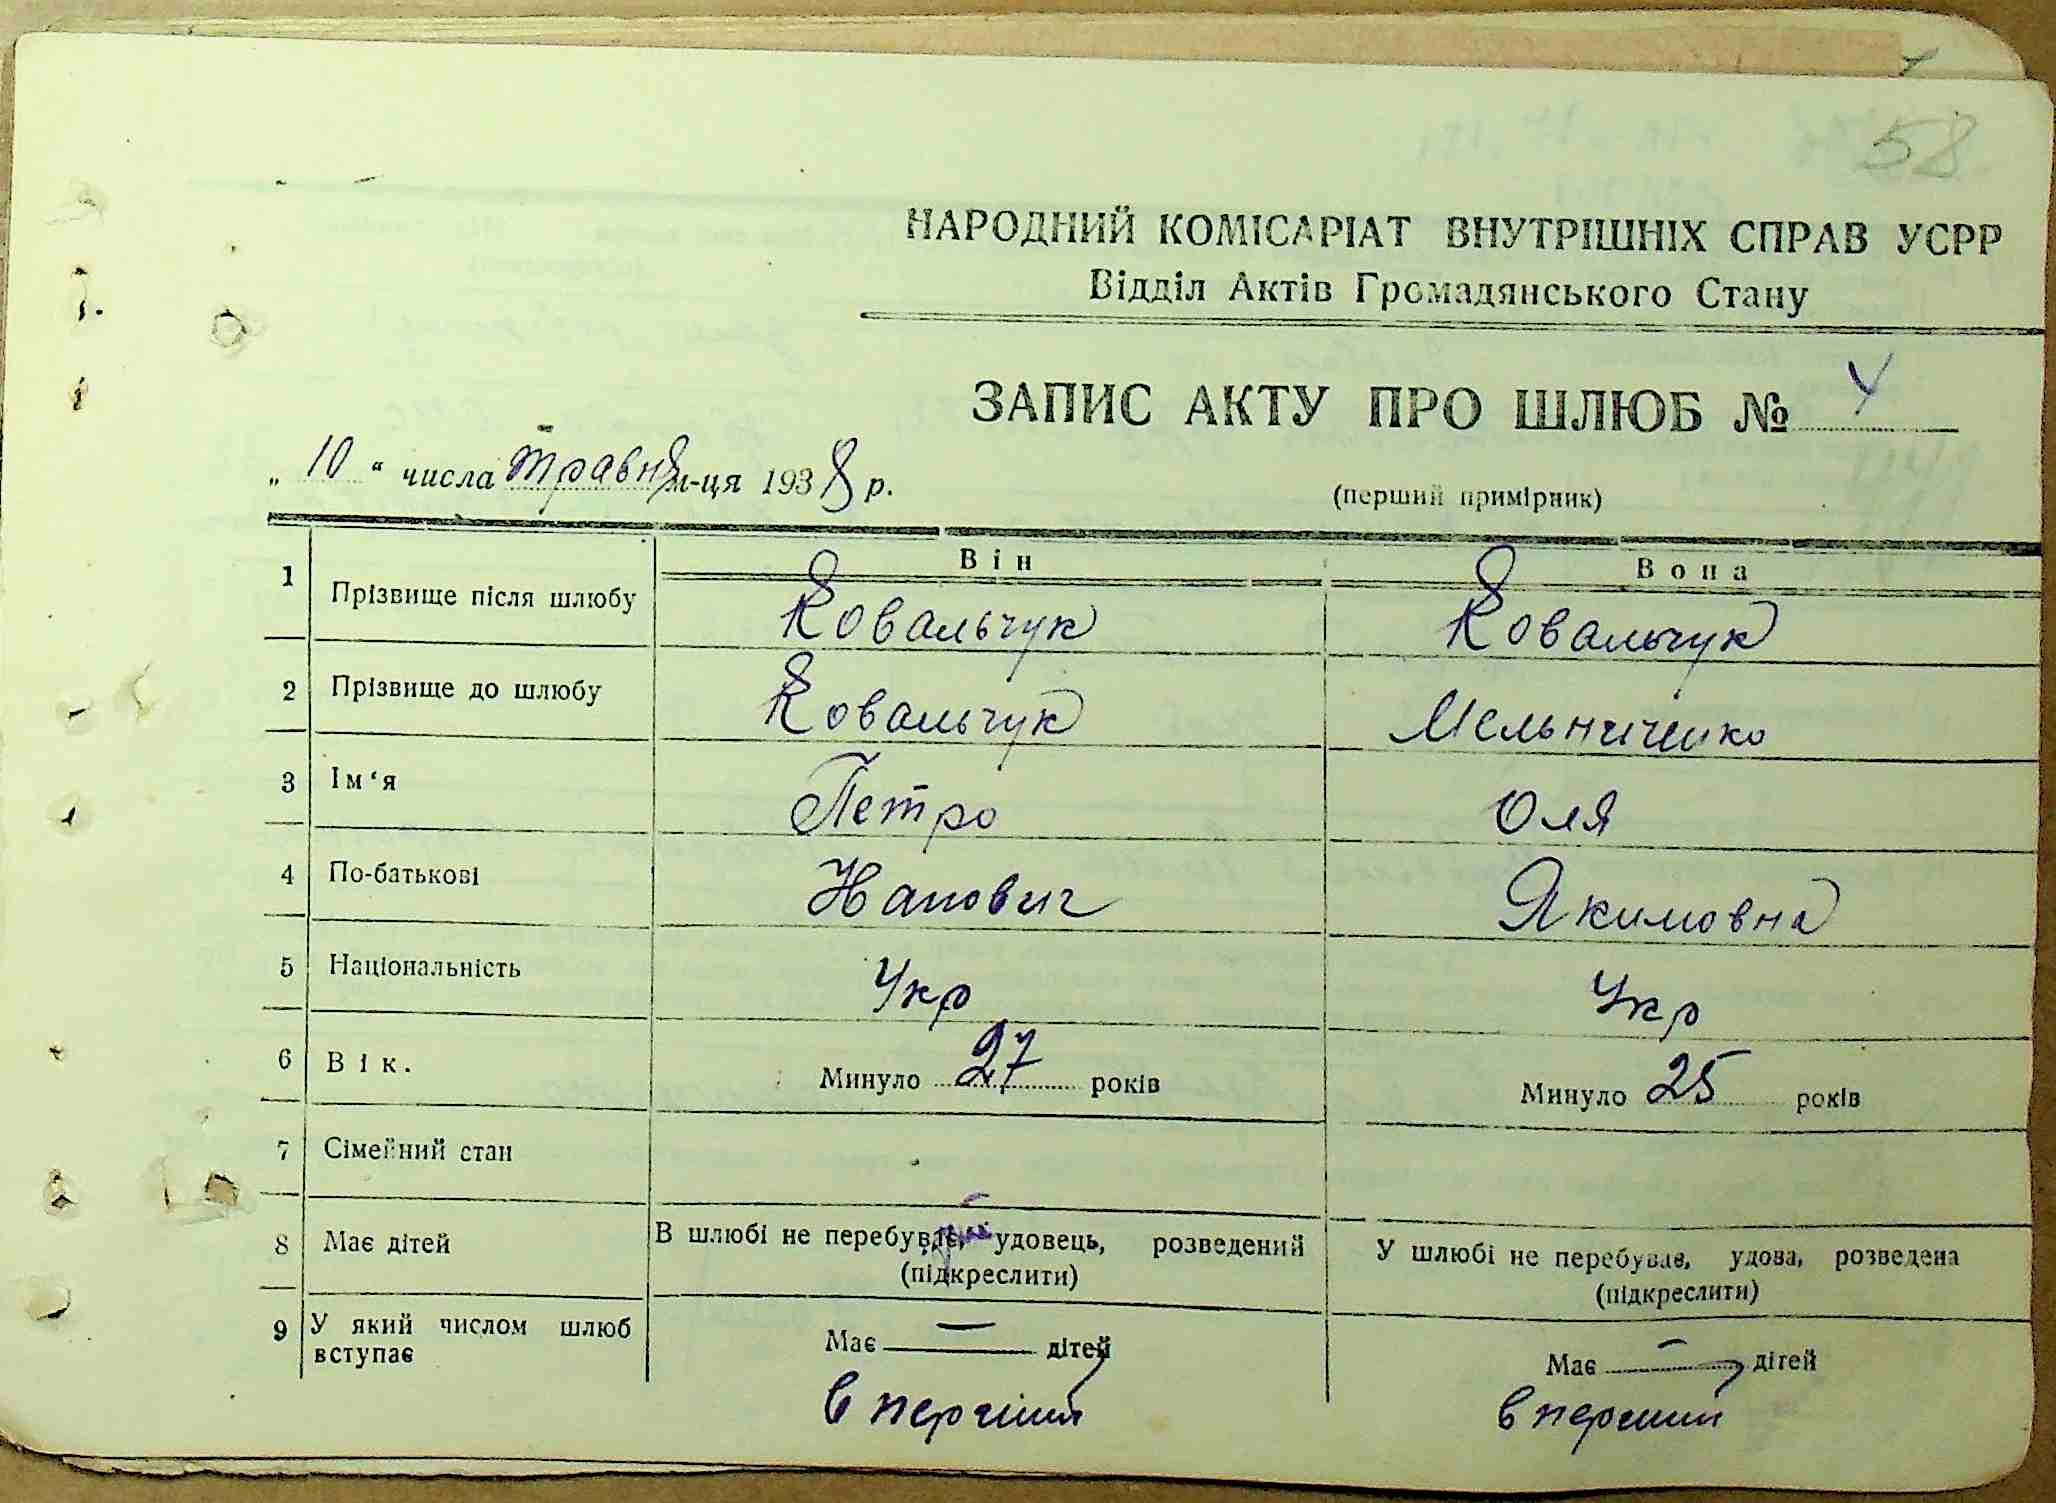 58
НАРОДНИЙ КОМІСАРІАТ ВНУТРІШНІХ СПРАВ УСРР
Відділ Актів Громадянського Стану
ЗАПИС АКТУ ПРО ШЛЮБ № 4
„ 10 “ числа травня м-ця 1938 р.
(перший примірник)
Він Вона
1 Прізвище після шлюбу Ковальчук Ковальчук
2 Прізвище до шлюбу Ковальчук Мельниченко
3 Ім‘я Петро Оля
4 По-батькові Якимовна
5 Національність Укр Укр
6 Вік. Минуло 27 років Минуло 25 років
7 Сімейний стан
8 Має дітей В шлюбі не перебував, удовець, розведений У шлюбі не перебував, удова, розведена
(підкреслити) (підкреслити)
9 У який числом шлюб вступає Має — дітей Має — дітей
в перший в перший